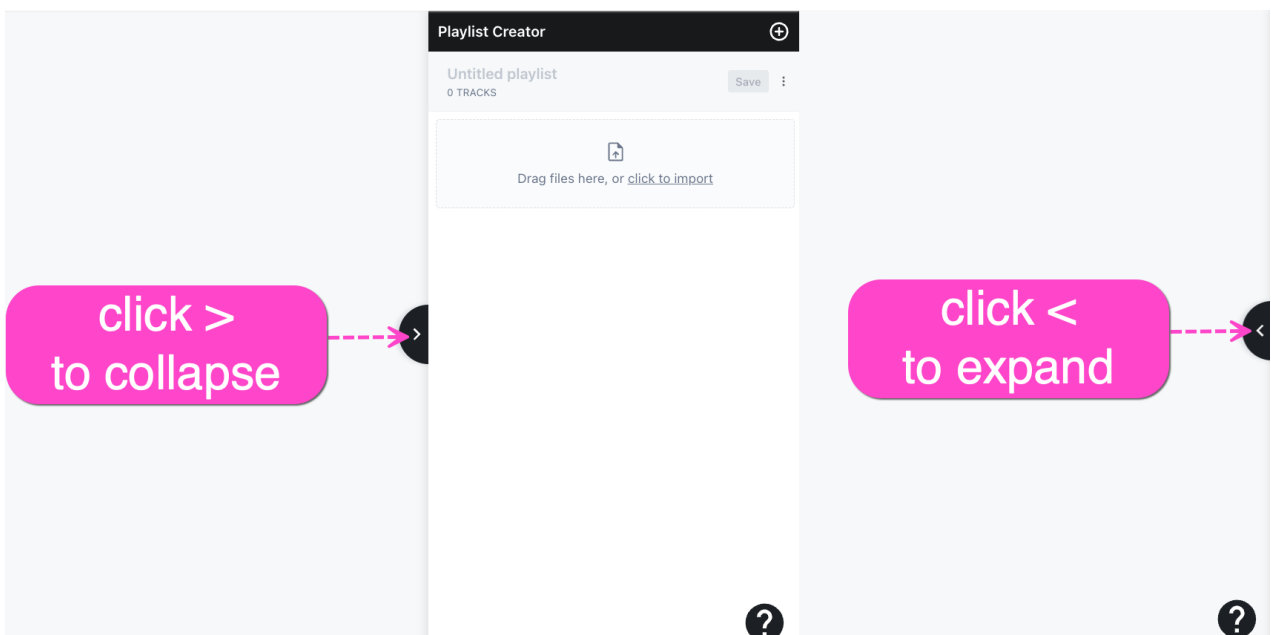 Playlist Creator
Untitled playlist
Save
0 TRACKS
Drag files here, or click to import
click >
to collapse
click <
to expand
?
?